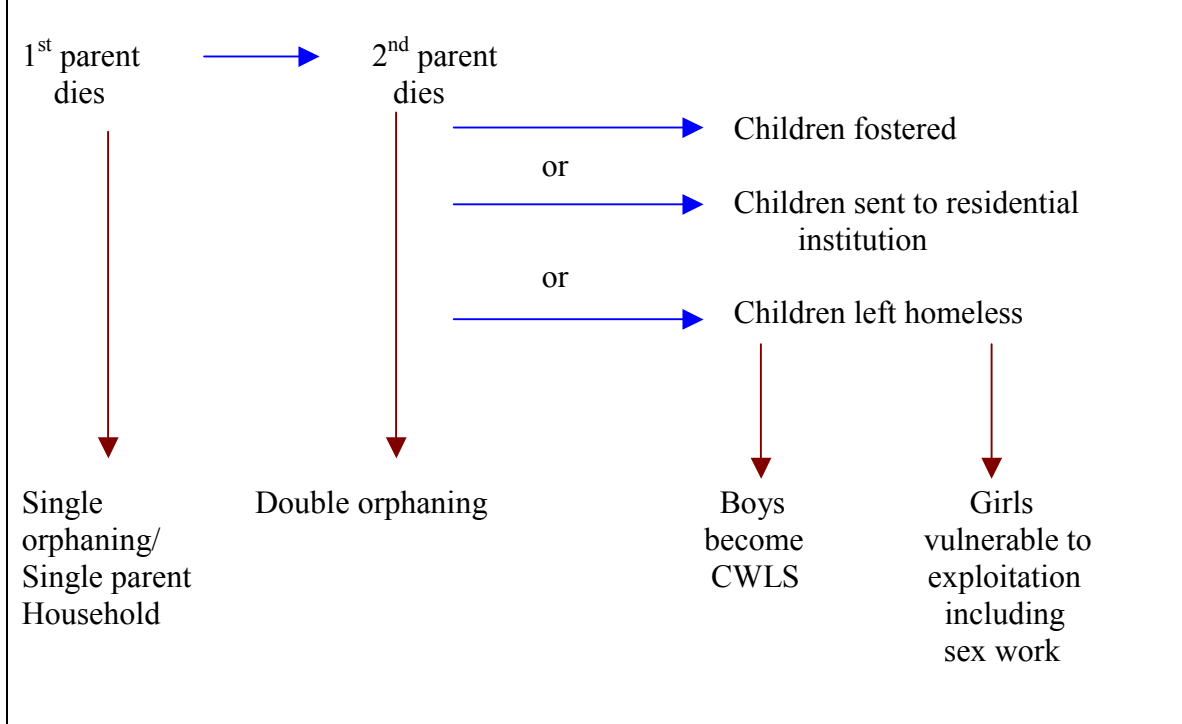 1st parent
dies
2nd parent
dies
Children fostered
or
Children sent to residential
institution
or
Children left homeless
Single
orphaning/
Single parent
Household
Double orphaning
Boys
become
CWLS
Girls
vulnerable to
exploitation
including
sex work